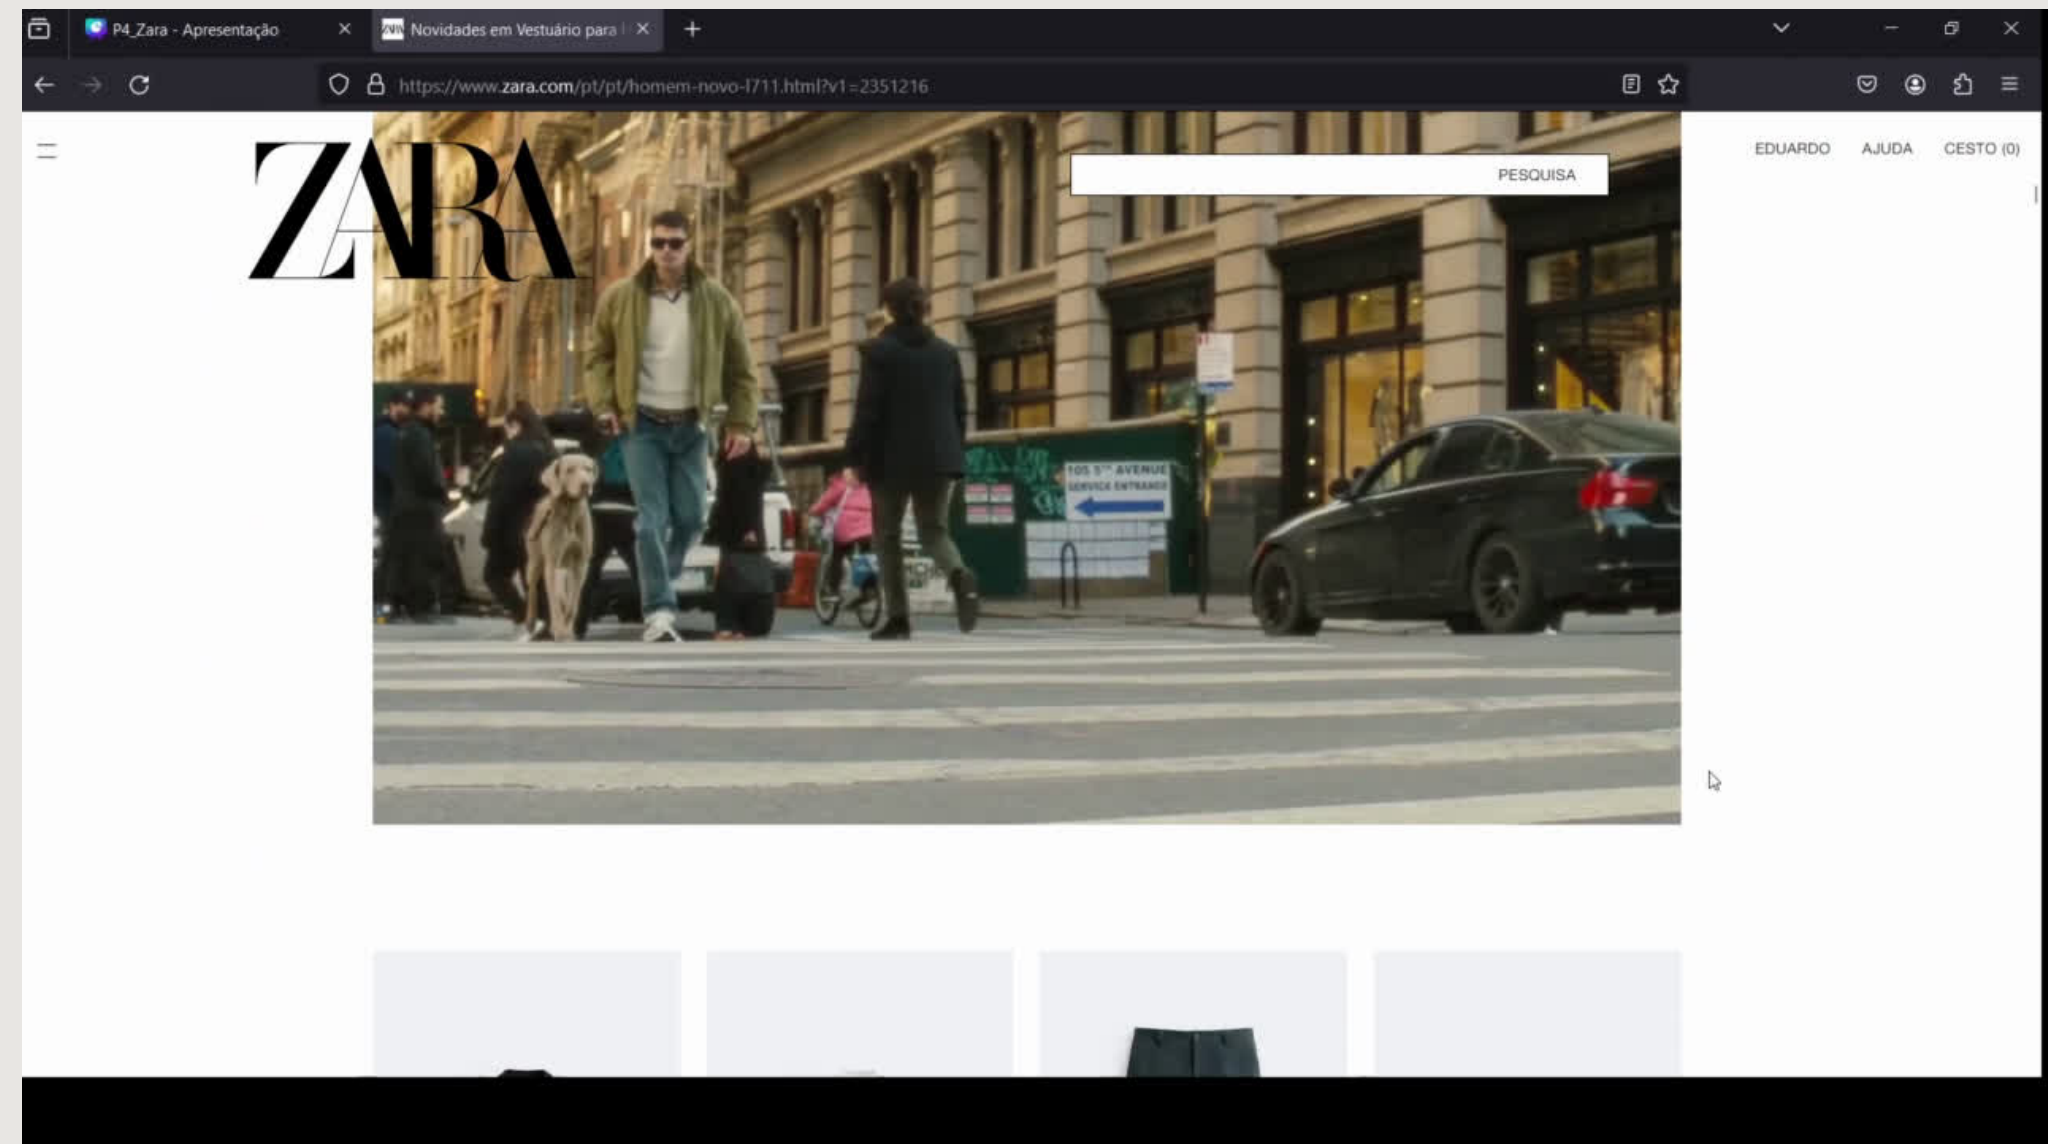 P4_Zara - Apresentação
Novidades em Vestuário para
https://www.zara.com/pt/pt/homem-novo-l711.html?v1=2351216
ZARA
EDUARDO AJUDA CESTO (0)
PESQUISA
105 5TH AVENUE
SERVICE ENTRANCE